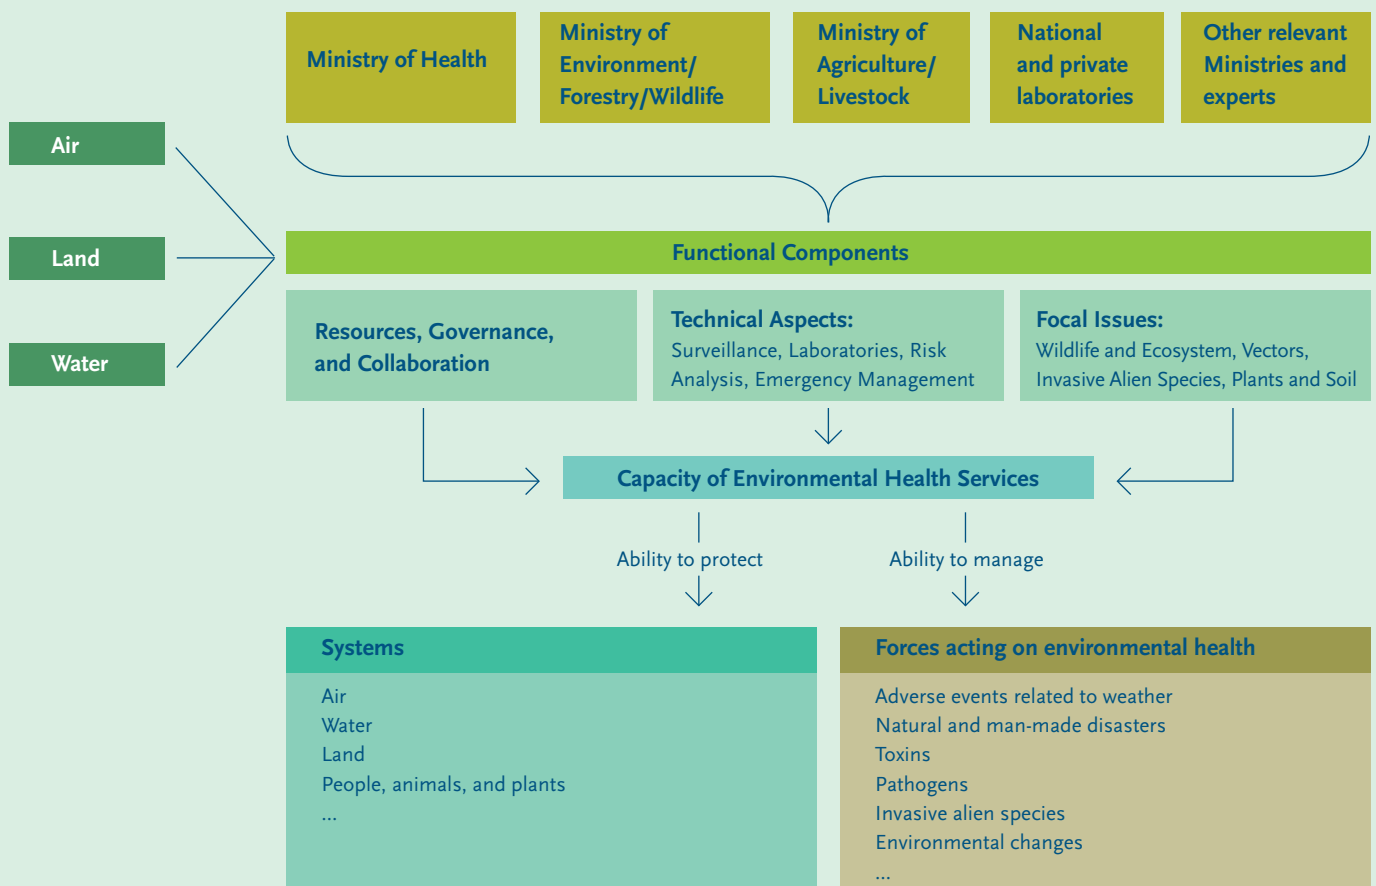 Ministry of Health
Ministry of
Environment/
Forestry/Wildlife
Ministry of
Agriculture/
Livestock
National
and private
laboratories
Other relevant
Ministries and
experts
Air
Land
Water
Functional Components
Resources, Governance,
and Collaboration
Technical Aspects:
Surveillance, Laboratories, Risk
Analysis, Emergency Management
Focal Issues:
Wildlife and Ecosystem, Vectors,
Invasive Alien Species, Plants and Soil
Capacity of Environmental Health Services
Ability to protect
Ability to manage
Systems
Air
Water
Land
People, animals, and plants
...
Forces acting on environmental health
Adverse events related to weather
Natural and man-made disasters
Toxins
Pathogens
Invasive alien species
Environmental changes
...